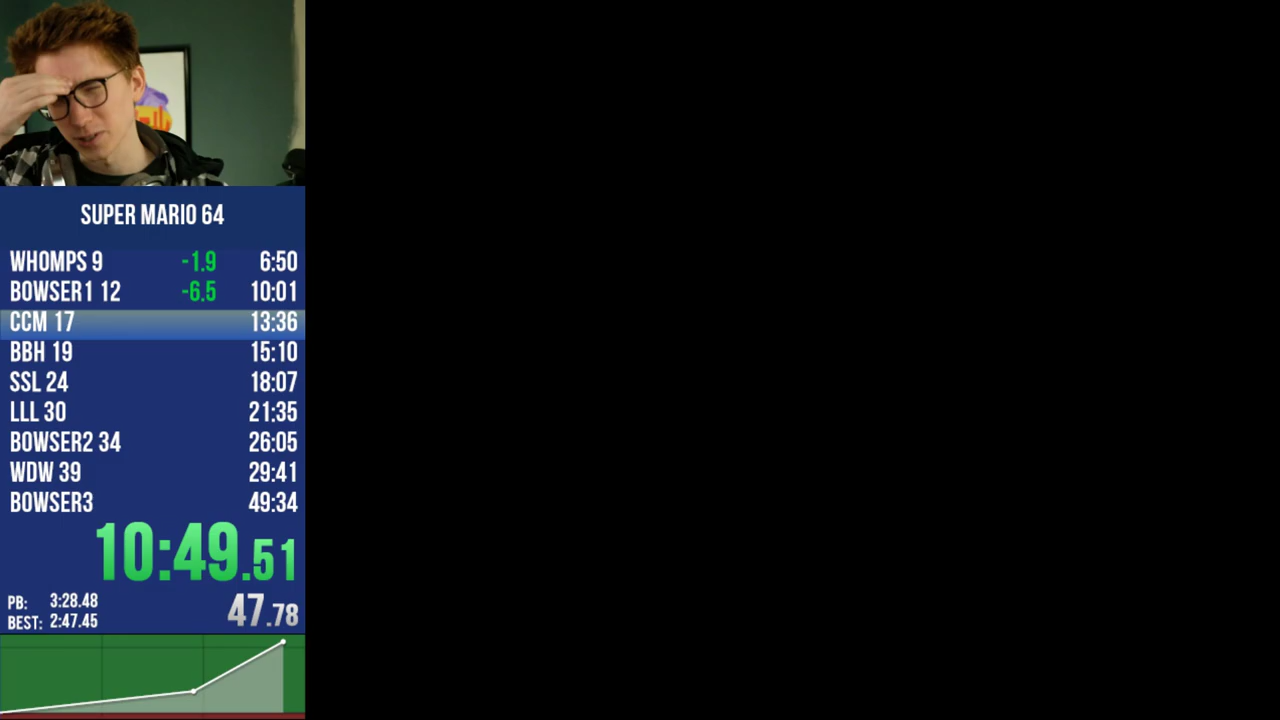 SUPER MARIO 64
WHOMPS 9 -1.9 6:50
BOWSER1 12 -6.5 10:01
CCM 17 13:36
BBH 19 15:10
SSL 24 18:07
LLL 30 21:35
BOWSER2 34 26:05
WDW 39 29:41
BOWSER3 49:34
10:49.51
PB: 3:28.48
BEST: 2:47.45
47.78